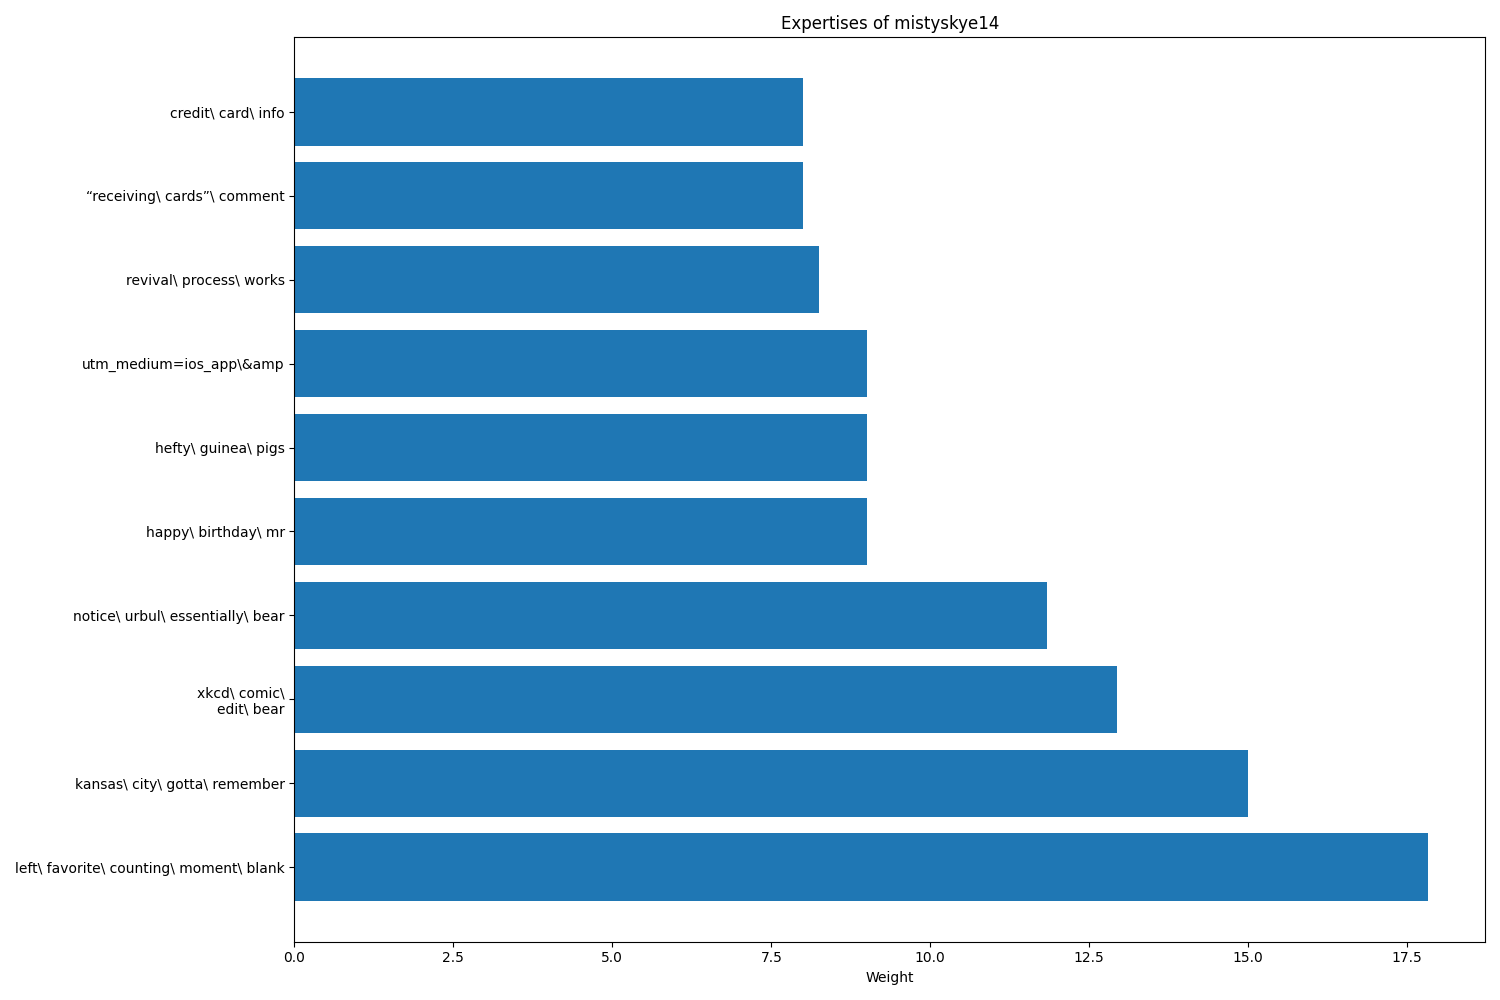 Expertises of mistyskye14
credit\ card\ info
“receiving\ cards”\ comment
revival\ process\ works
utm_medium=ios_app\&amp
hefty\ guinea\ pigs
happy\ birthday\ mr
notice\ urbul\ essentially\ bear
xkcd\ comic\
edit\ bear
kansas\ city\ gotta\ remember
left\ favorite\ counting\ moment\ blank
0.0 2.5 5.0 7.5 10.0 12.5 15.0 17.5
Weight